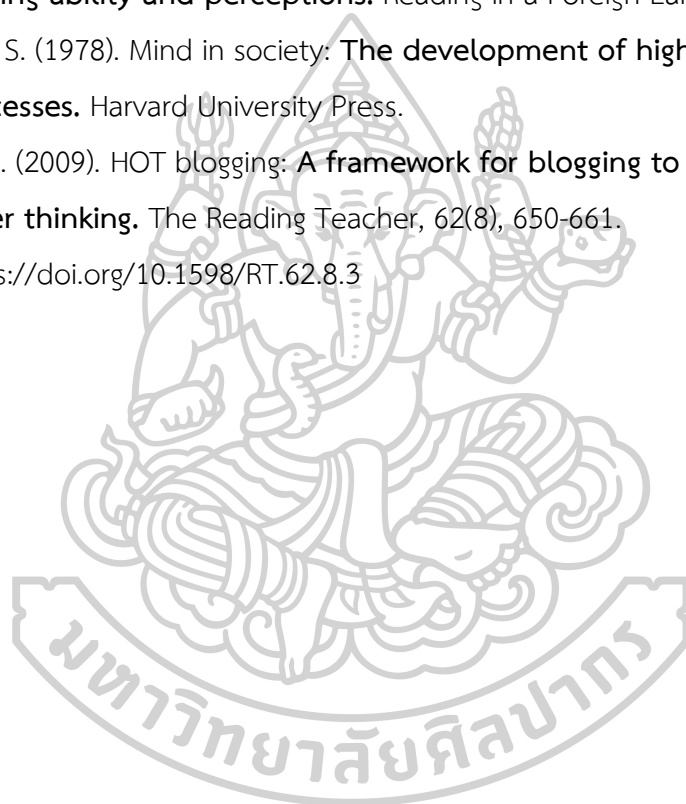 ing ability and perceptions. Reading in a Foreign Lan
S. (1978). Mind in society: The development of high
esses. Harvard University Press.
. (2009). HOT blogging: A framework for blogging to
er thinking. The Reading Teacher, 62(8), 650-661.
s://doi.org/10.1598/RT.62.8.3
มหาวิทยาลัยศิลปากร